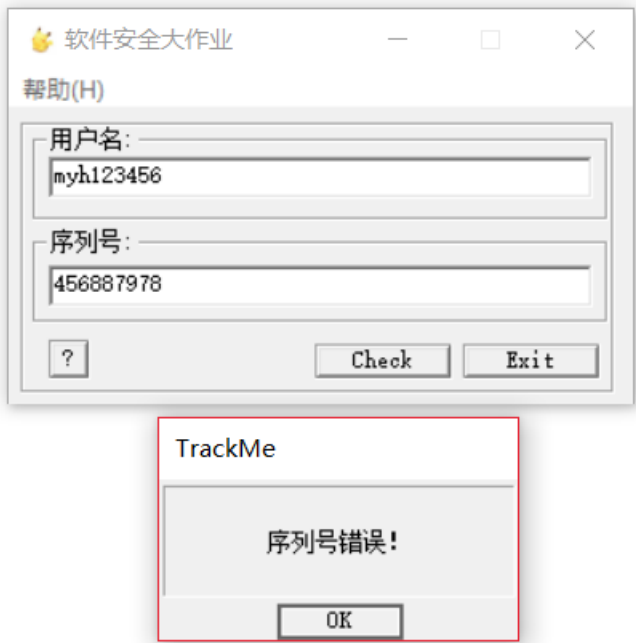 软件安全大作业
帮助(H)
用户名:
myh123456
序列号:
456887978
? Check Exit
TrackMe
序列号错误!
OK